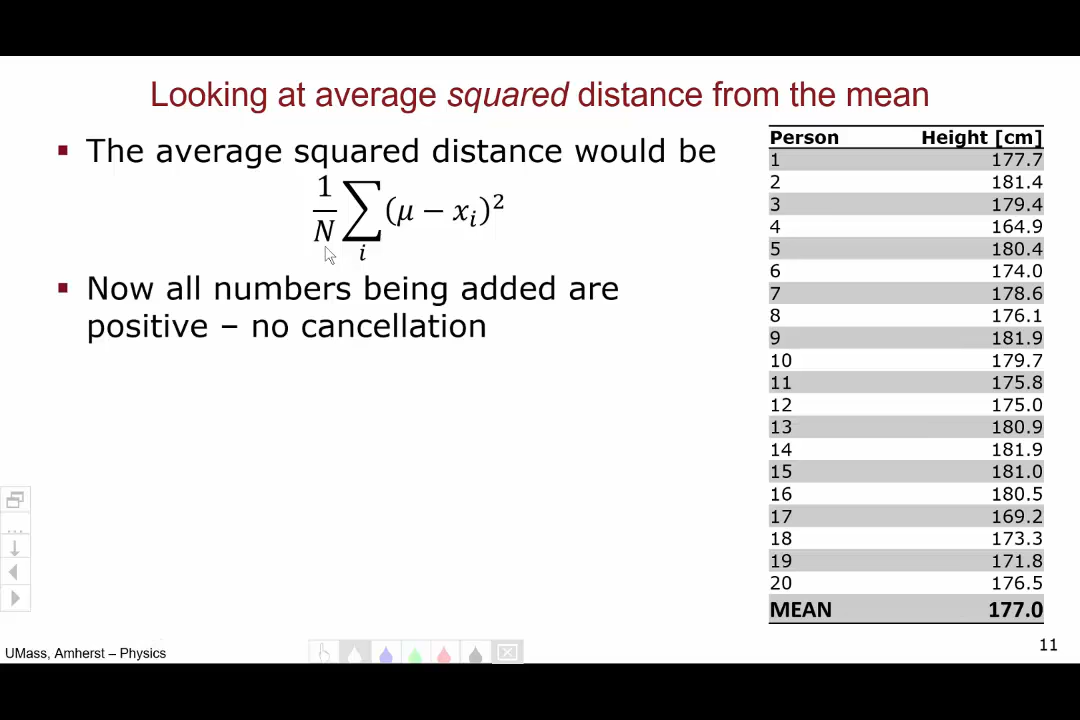 Looking at average squared distance from the mean
▪ The average squared distance would be
1/N ∑_i (μ − x_i)²
▪ Now all numbers being added are
positive – no cancellation
Person Height [cm]
1 177.7
2 181.4
3 179.4
4 164.9
5 180.4
6 174.0
7 178.6
8 176.1
9 181.9
10 179.7
11 175.8
12 175.0
13 180.9
14 181.9
15 181.0
16 180.5
17 169.2
18 173.3
19 171.8
20 176.5
MEAN 177.0
UMass, Amherst – Physics
11